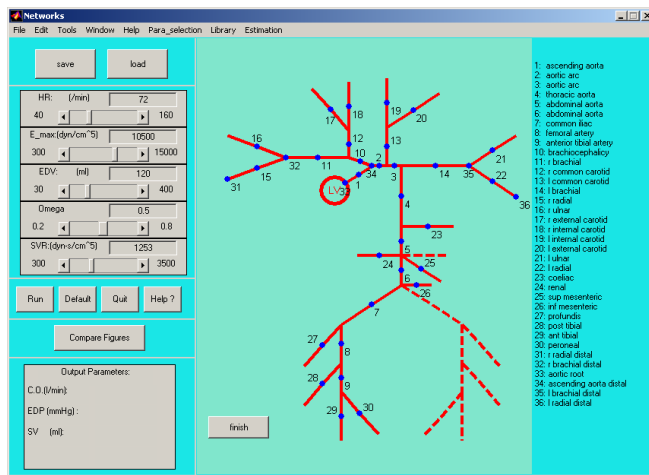 Networks
File Edit Tools Window Help Para_selection Library Estimation
save load
HR: (/min) 72
40 160
E_max:(dyn/cm^5) 10500
300 15000
EDV: (ml) 120
30 400
Omega 0.5
0.2 0.8
SVR:(dyn·s/cm^5) 1253
300 3500
Run Default Quit Help ?
Compare Figures
Output Parameters:
C.O.(l/min):
EDP (mmHg) :
SV (ml):
17 18 19 20
16 12 13 21
10 2
32 11 34 3 14 35
15 1 22
31 LV 33 36
4
23
5
24 25
6
26
7
27 8
28 9
29 30
finish
1: ascending aorta
2: aortic arc
3: aortic arc
4: thoracic aorta
5: abdominal aorta
6: abdominal aorta
7: common iliac
8: femoral artery
9: anterior tibial artery
10: brachiocephalicy
11: r brachial
12: r common carotid
13: l common carotid
14: l brachial
15: r radial
16: r ulnar
17: r external carotid
18: r internal carotid
19: l internal carotid
20: l external carotid
21: l ulnar
22: l radial
23: coeliac
24: renal
25: sup mesenteric
26: inf mesenteric
27: profundis
28: post tibial
29: ant tibial
30: peroneal
31: r radial distal
32: r brachial distal
33: aortic root
34: ascending aorta distal
35: l brachial distal
36: l radial distal